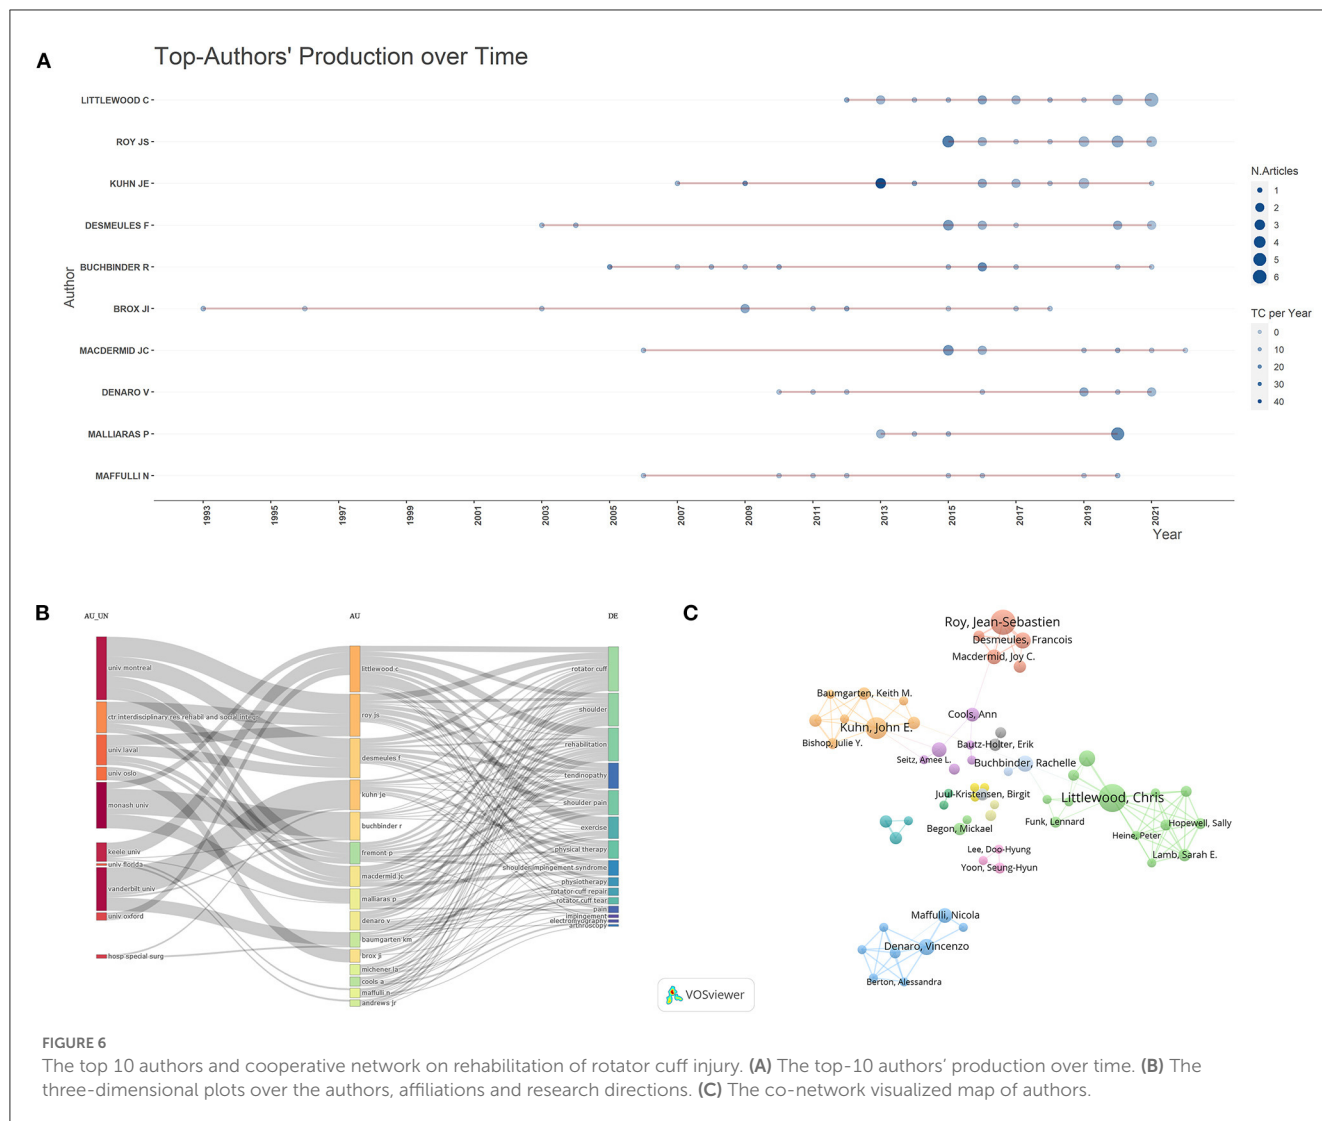 A
Top-Authors' Production over Time
LITTLEWOOD C
ROY JS
KUHN JE
DESMEULES F
BUCHBINDER R
BROX JI
MACDERMID JC
DENARO V
MALLIARAS P
MAFFULLI N
Author
1993
1995
1997
1999
2001
2003
2005
2007
2009
2011
2013
2015
2017
2019
2021
Year
N.Articles
1
2
3
4
5
6
TC per Year
0
10
20
30
40
B
AU_UN
AU
DE
univ montreal
ctr interdisciplinary res rehabil and social integ
univ laval
univ oslo
monash univ
keele univ
univ florida
vanderbilt univ
univ oxford
hosp special surg
littlewood c
roy js
desmeules f
kuhn je
buchbinder r
fremont p
macdermid jc
malliaras p
denaro v
baumgarten km
brox ji
michener la
cools a
maffulli n
andrews jr
rotator cuff
shoulder
rehabilitation
tendinopathy
shoulder pain
exercise
physical therapy
shoulder impingement syndrome
physiotherapy
rotator cuff repair
rotator cuff tear
pain
impingement
electromyography
arthroscopy
C
Roy, Jean-Sebastien
Desmeules, Francois
Macdermid, Joy C.
Baumgarten, Keith M.
Cools, Ann
Kuhn, John E.
Bishop, Julie Y.
Bautz-Holter, Erik
Seitz, Amee L.
Buchbinder, Rachelle
Juul-Kristensen, Birgit
Littlewood, Chris
Begon, Mickael
Funk, Lennard
Hopewell, Sally
Heine, Peter
Lee, Doo-Hyung
Lamb, Sarah E.
Yoon, Seung-Hyun
Maffulli, Nicola
Denaro, Vincenzo
Berton, Alessandra
VOSviewer
FIGURE 6
The top 10 authors and cooperative network on rehabilitation of rotator cuff injury. (A) The top-10 authors' production over time. (B) The
three-dimensional plots over the authors, affiliations and research directions. (C) The co-network visualized map of authors.